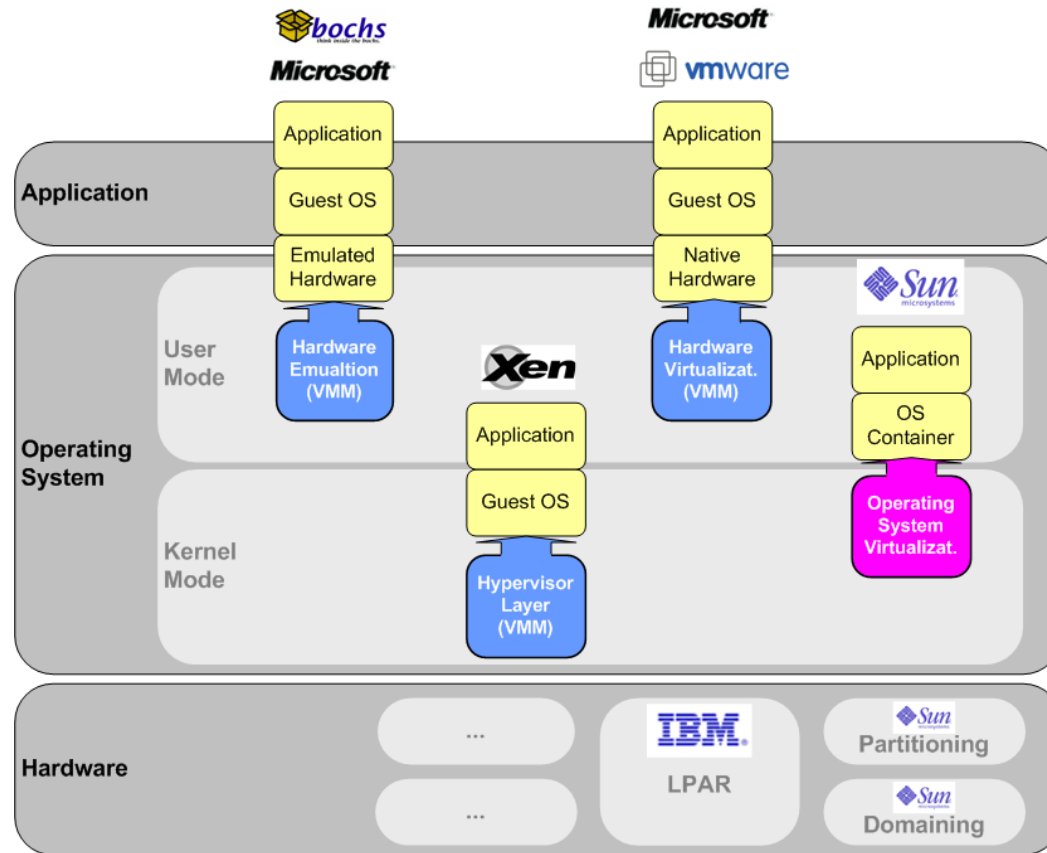 bochs
think inside the bochs.
Microsoft
Microsoft
vmware
Application
Application
Application
Guest OS
Guest OS
Emulated
Hardware
Native
Hardware
Sun
microsystems
Operating
System
User
Mode
Hardware
Emualtion
(VMM)
Xen
Hardware
Virtualizat.
(VMM)
Application
OS
Container
Application
Guest OS
Kernel
Mode
Hypervisor
Layer
(VMM)
Operating
System
Virtualizat.
Hardware
...
...
IBM.
LPAR
Sun
microsystems
Partitioning
Sun
microsystems
Domaining